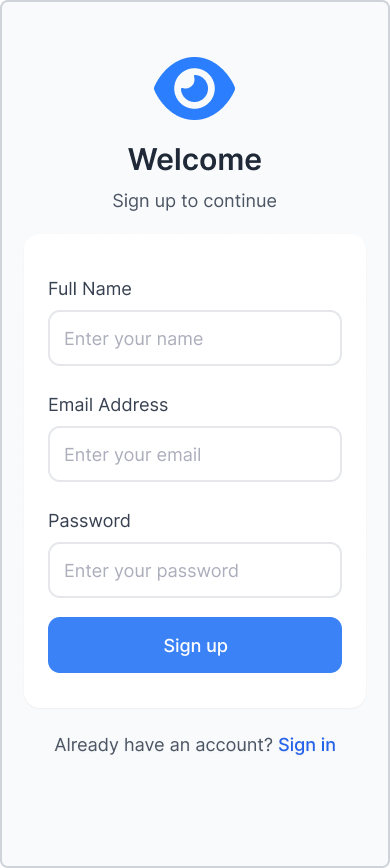 Welcome
Sign up to continue
Full Name
Enter your name
Email Address
Enter your email
Password
Enter your password
Sign up
Already have an account? Sign in